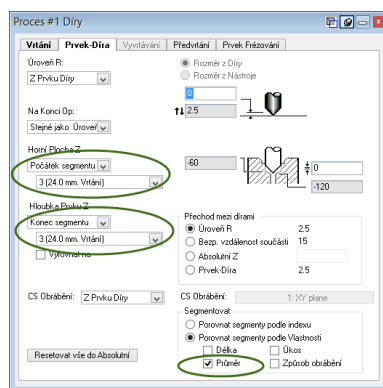 Proces #1 Díry
Vrtání Prvek-Díra Vyvrtávání Předvrtání Prvek Frézování
Úroveň R:
Z Prvku Díry
Rozměr z Díry
Rozměr z Nástroje
0
2.5
Na Konci Op:
Stejné jako Úroveř
Horní Plocha Z
Počátek segmentu
3 (24.0 mm. Vrtání)
-60
0
-120
Hloubka Prvku Z
Konec segmentu
3 (24.0 mm. Vrtání)
Vyrovnat na
Přechod mezi dírami
Úroveň R 2.5
Bezp. vzdálenost součásti 15
Absolutní Z
Prvek-Díra 2.5
CS Obrábění: Z Prvku Díry
CS Obrábění: 1: XY plane
Segmentovat
Porovnat segmenty podle indexu
Porovnat segmenty podle Vlastnosti
Délka Úkos
Průměr Způsob obrábění
Resetovat vše do Absolutní